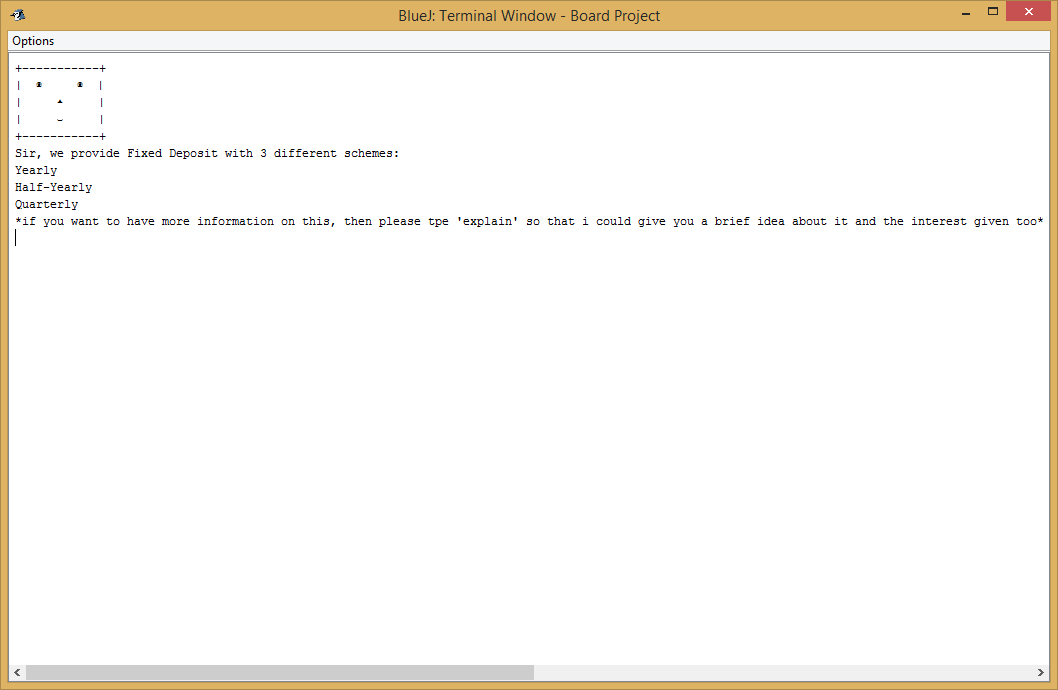 BlueJ: Terminal Window - Board Project
Options
+-----------+
Sir, we provide Fixed Deposit with 3 different schemes:
Yearly
Half-Yearly
Quarterly
*if you want to have more information on this, then please tpe 'explain' so that i could give you a brief idea about it and the interest given too*